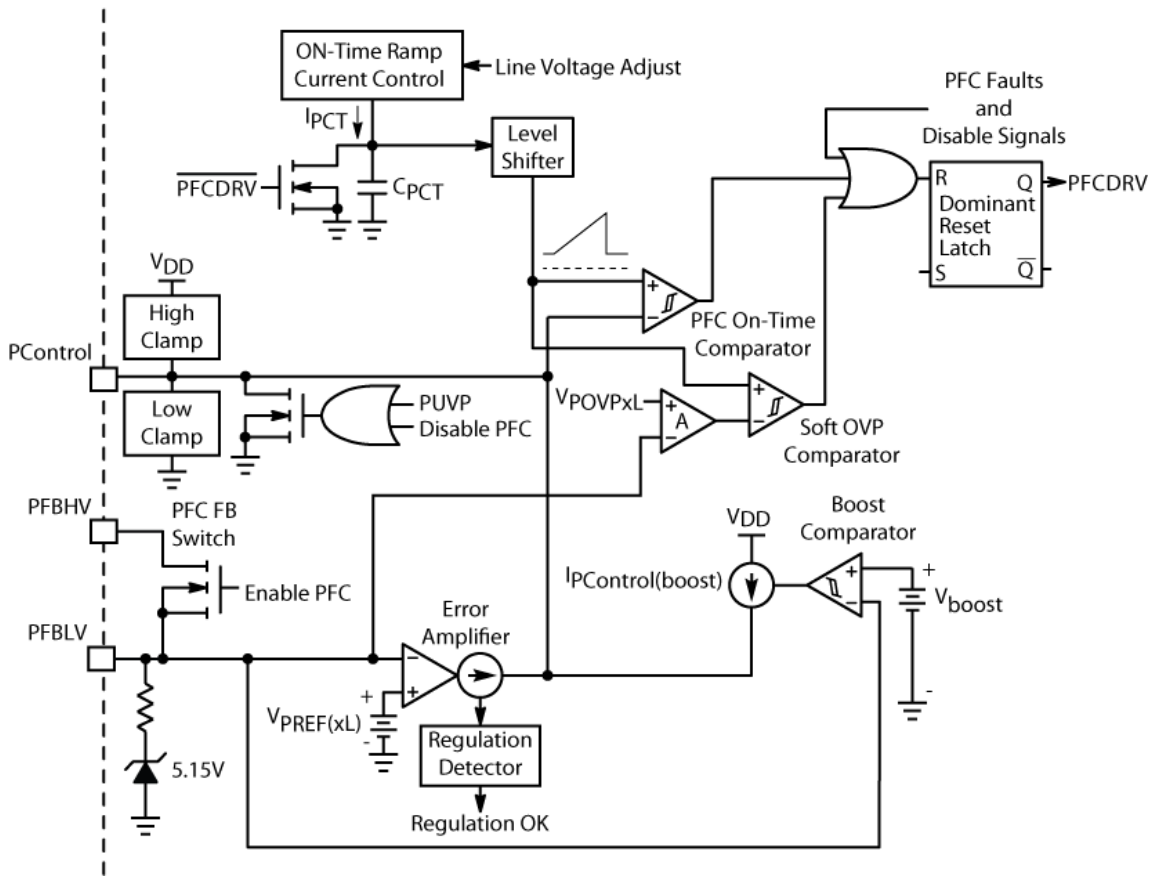 ON-Time Ramp
Current Control
Line Voltage Adjust
IPCT
Level
Shifter
PFC Faults
and
Disable Signals
PFCDRV
CPCT
R
Q
PFCDRV
Dominant
Reset
Latch
S
Q
VDD
High
Clamp
+
−
PFC On-Time
Comparator
PControl
Low
Clamp
PUVP
Disable PFC
VPOVPxL
+
A
−
+
−
Soft OVP
Comparator
PFBHV
PFC FB
Switch
Enable PFC
VDD
Boost
Comparator
IPControl(boost)
+
−
+
Vboost
-
PFBLV
Error
Amplifier
−
+
+
VPREF(xL)
-
Regulation
Detector
5.15V
Regulation OK